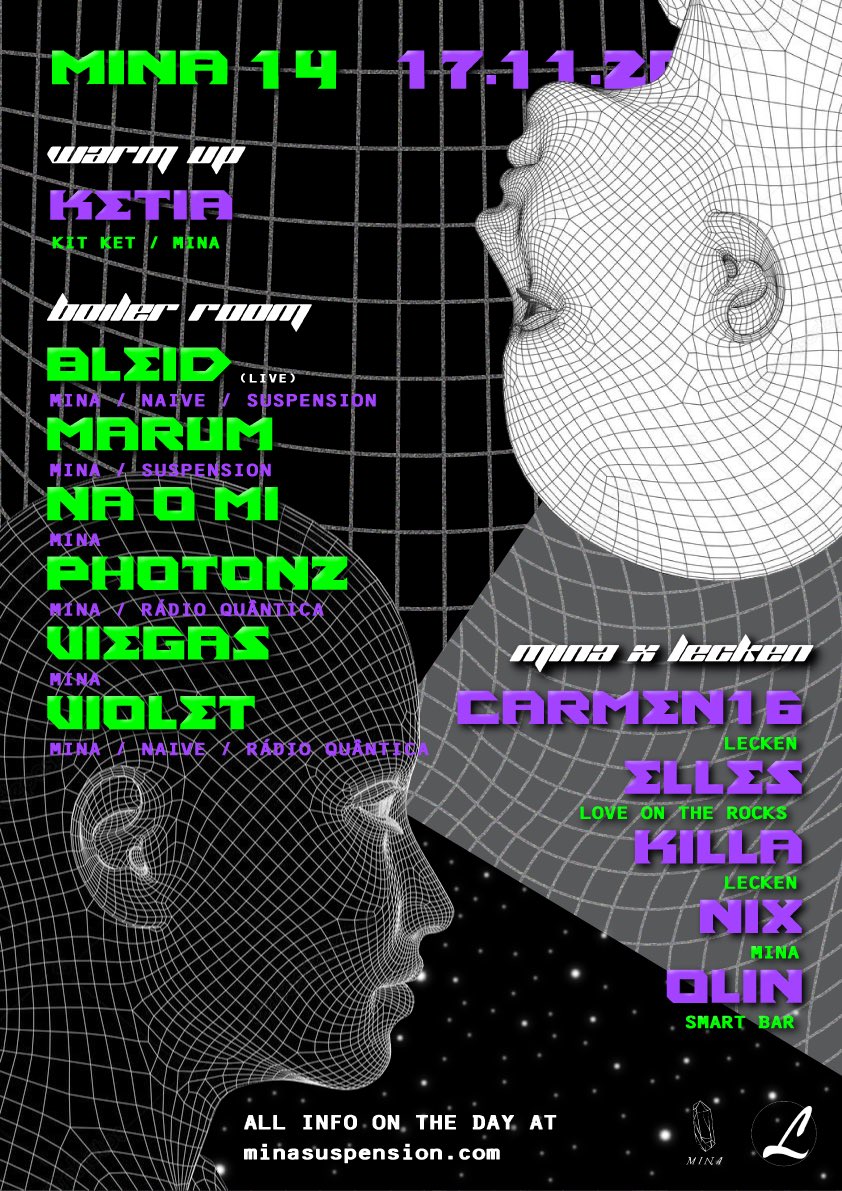 MINA 14 17.11.2
warm up
KETIA
KIT KET / MINA
boiler room
BLEID (LIVE)
MINA / NAIVE / SUSPENSION
MARUM
MINA / SUSPENSION
NA O MI
MINA
PHOTONZ
MINA / RÁDIO QUÂNTICA
VIEGAS
MINA
VIOLET
MINA / NAIVE / RÁDIO QUÂNTICA
mina x lecken
CARMEN16
LECKEN
ELLES
LOVE ON THE ROCKS
KILLA
LECKEN
NIX
MINA
OLIN
SMART BAR
ALL INFO ON THE DAY AT
minasuspension.com
MINA
L